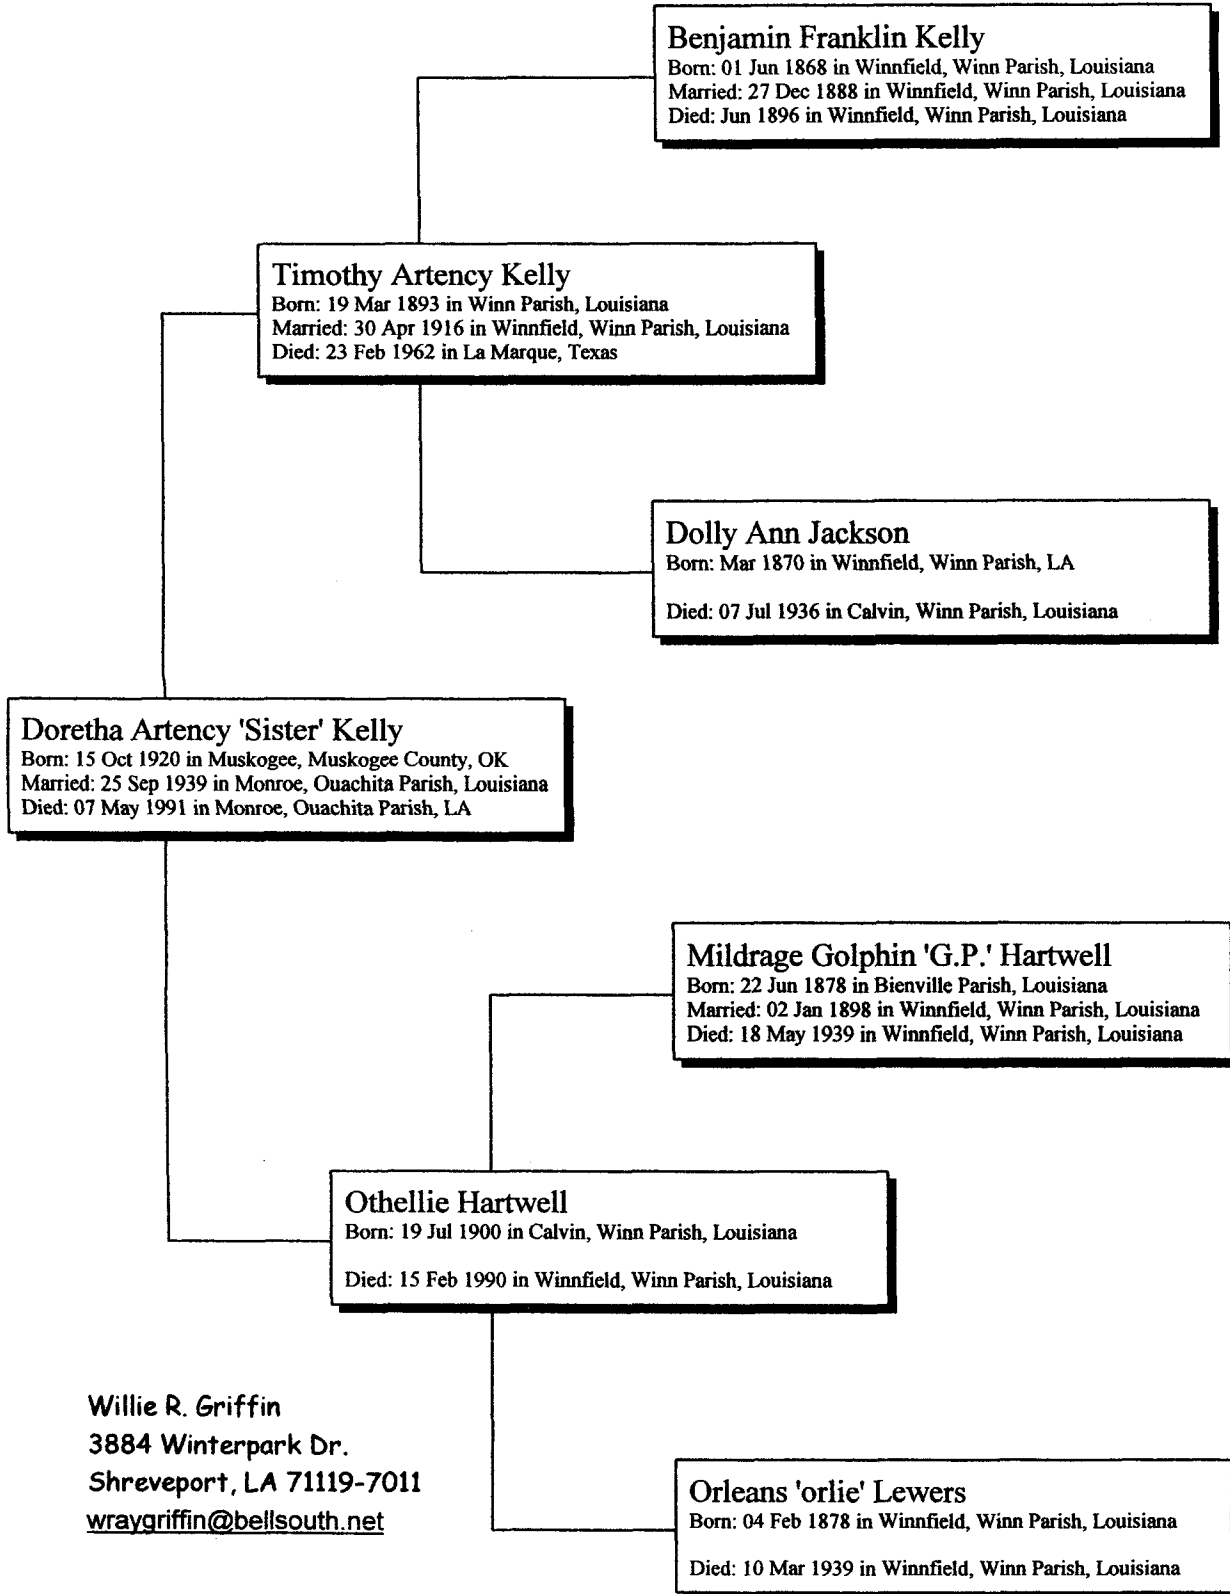 Benjamin Franklin Kelly
Born: 01 Jun 1868 in Winnfield, Winn Parish, Louisiana
Married: 27 Dec 1888 in Winnfield, Winn Parish, Louisiana
Died: Jun 1896 in Winnfield, Winn Parish, Louisiana
Timothy Artency Kelly
Born: 19 Mar 1893 in Winn Parish, Louisiana
Married: 30 Apr 1916 in Winnfield, Winn Parish, Louisiana
Died: 23 Feb 1962 in La Marque, Texas
Dolly Ann Jackson
Born: Mar 1870 in Winnfield, Winn Parish, LA
Died: 07 Jul 1936 in Calvin, Winn Parish, Louisiana
Doretha Artency 'Sister' Kelly
Born: 15 Oct 1920 in Muskogee, Muskogee County, OK
Married: 25 Sep 1939 in Monroe, Ouachita Parish, Louisiana
Died: 07 May 1991 in Monroe, Ouachita Parish, LA
Mildrage Golphin 'G.P.' Hartwell
Born: 22 Jun 1878 in Bienville Parish, Louisiana
Married: 02 Jan 1898 in Winnfield, Winn Parish, Louisiana
Died: 18 May 1939 in Winnfield, Winn Parish, Louisiana
Othellie Hartwell
Born: 19 Jul 1900 in Calvin, Winn Parish, Louisiana
Died: 15 Feb 1990 in Winnfield, Winn Parish, Louisiana
Willie R. Griffin
3884 Winterpark Dr.
Shreveport, LA 71119-7011
wraygriffin@bellsouth.net
Orleans 'orlie' Lewers
Born: 04 Feb 1878 in Winnfield, Winn Parish, Louisiana
Died: 10 Mar 1939 in Winnfield, Winn Parish, Louisiana